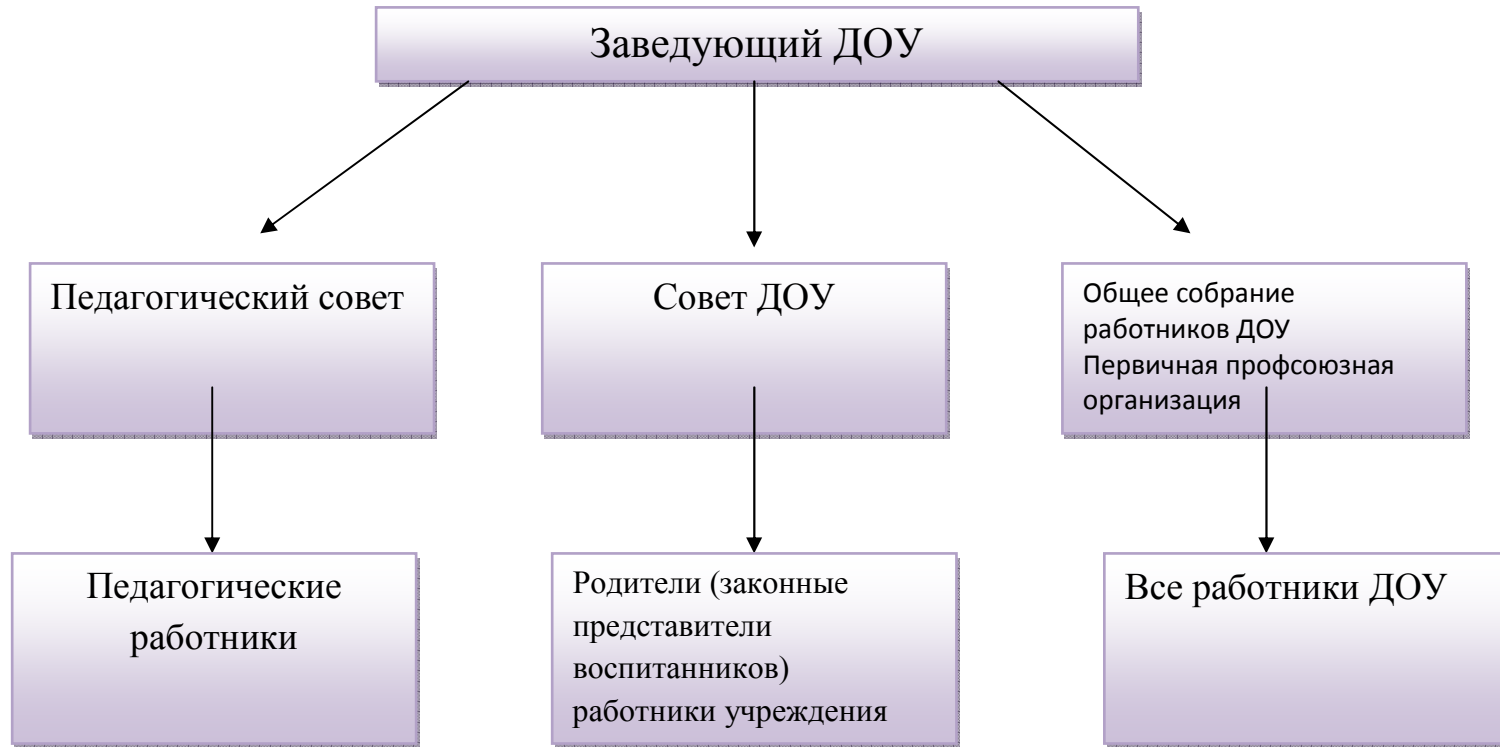 Заведующий ДОУ
Педагогический совет
Совет ДОУ
Общее собрание
работников ДОУ
Первичная профсоюзная
организация
Педагогические
работники
Родители (законные
представители
воспитанников)
работники учреждения
Все работники ДОУ